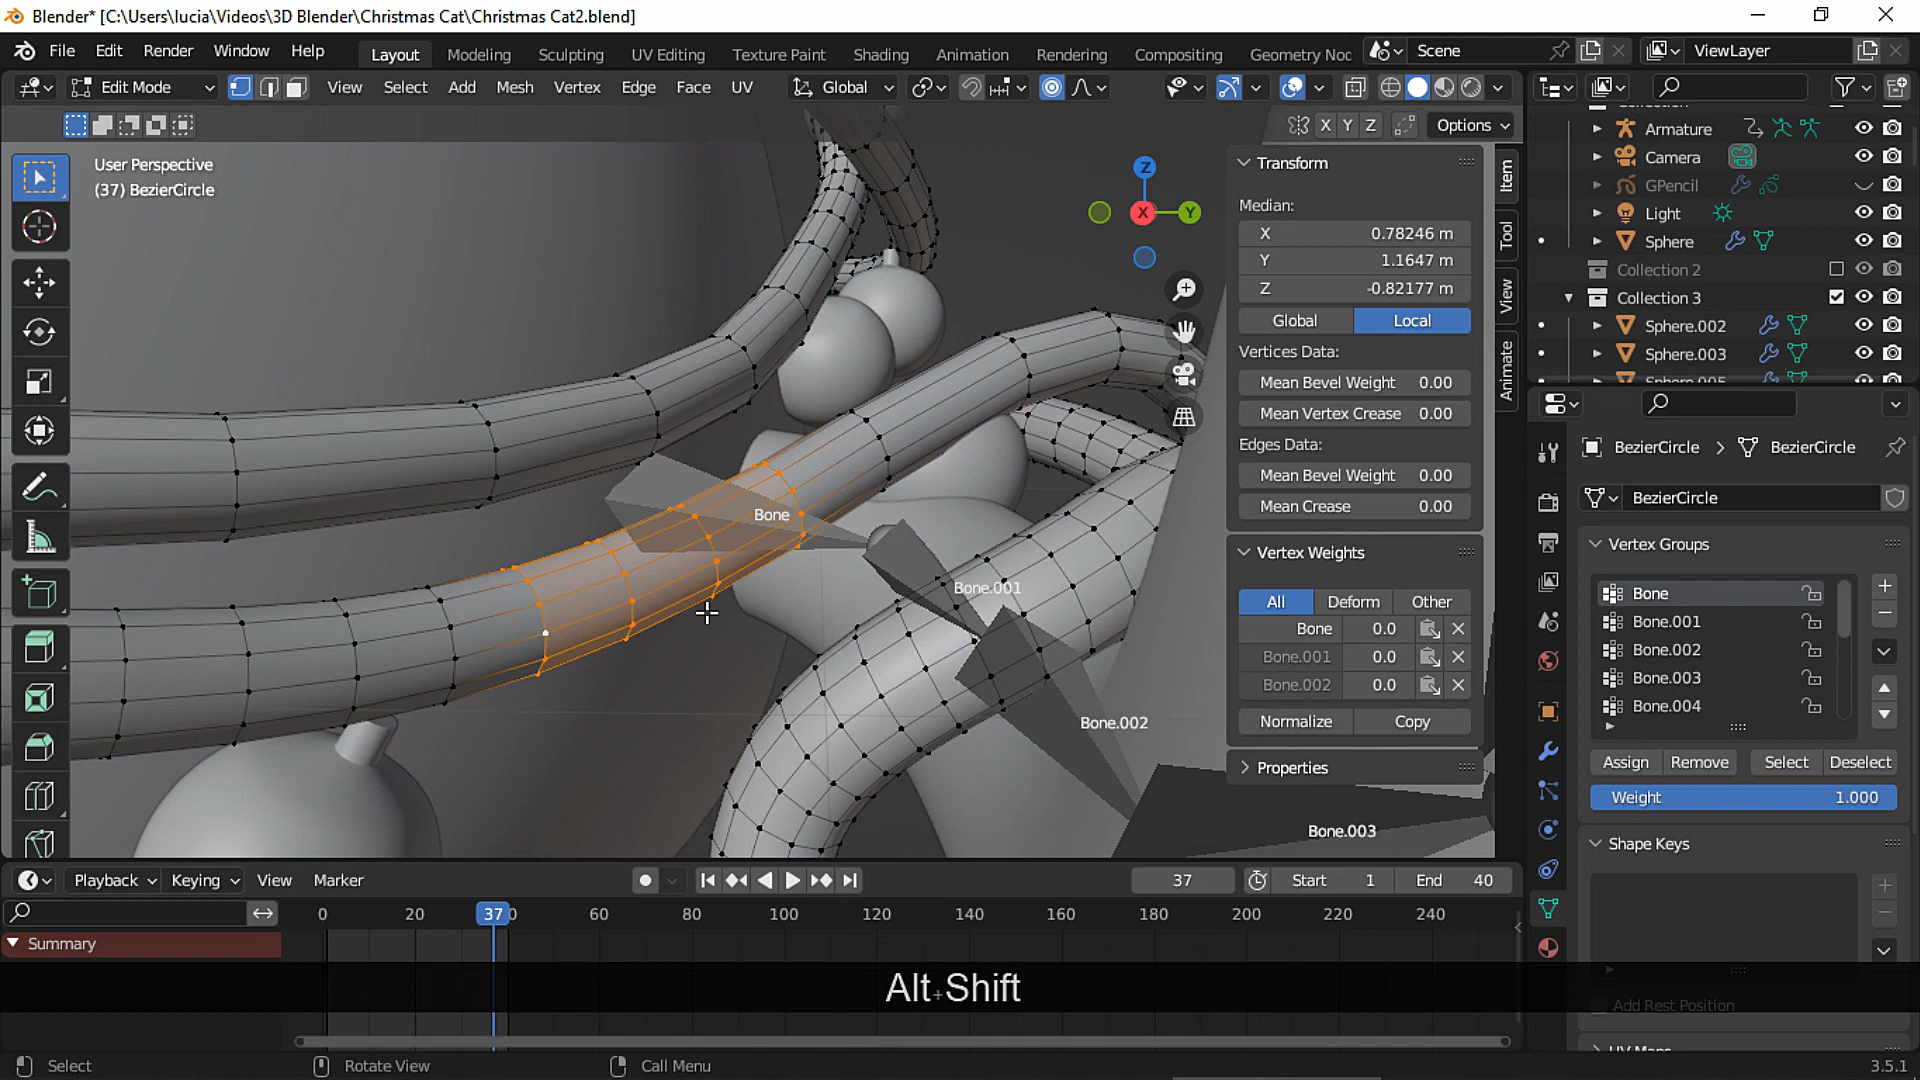 Blender* [C:\Users\lucia\Videos\3D Blender\Christmas Cat\Christmas Cat2.blend]
File Edit Render Window Help Layout Modeling Sculpting UV Editing Texture Paint Shading Animation Rendering Compositing Geometry Noc Scene ViewLayer
Edit Mode View Select Add Mesh Vertex Edge Face UV Global
X Y Z Options
User Perspective
(37) BezierCircle
Z
X
Y
Bone
Bone.001
Bone.002
Bone.003
Transform
Median:
X 0.78246 m
Y 1.1647 m
Z -0.82177 m
Global Local
Vertices Data:
Mean Bevel Weight 0.00
Mean Vertex Crease 0.00
Edges Data:
Mean Bevel Weight 0.00
Mean Crease 0.00
Vertex Weights
All Deform Other
Bone 0.0
Bone.001 0.0
Bone.002 0.0
Normalize Copy
Properties
Item
Tool
View
Animate
Armature
Camera
GPencil
Light
Sphere
Collection 2
Collection 3
Sphere.002
Sphere.003
Sphere.005
BezierCircle > BezierCircle
BezierCircle
Vertex Groups
Bone
Bone.001
Bone.002
Bone.003
Bone.004
Assign Remove Select Deselect
Weight 1.000
Shape Keys
Add Rest Position
UV Maps
Playback Keying View Marker 37 Start 1 End 40
0 20 37 0 60 80 100 120 140 160 180 200 220 240
Summary
Alt+Shift
Select Rotate View Call Menu 3.5.1